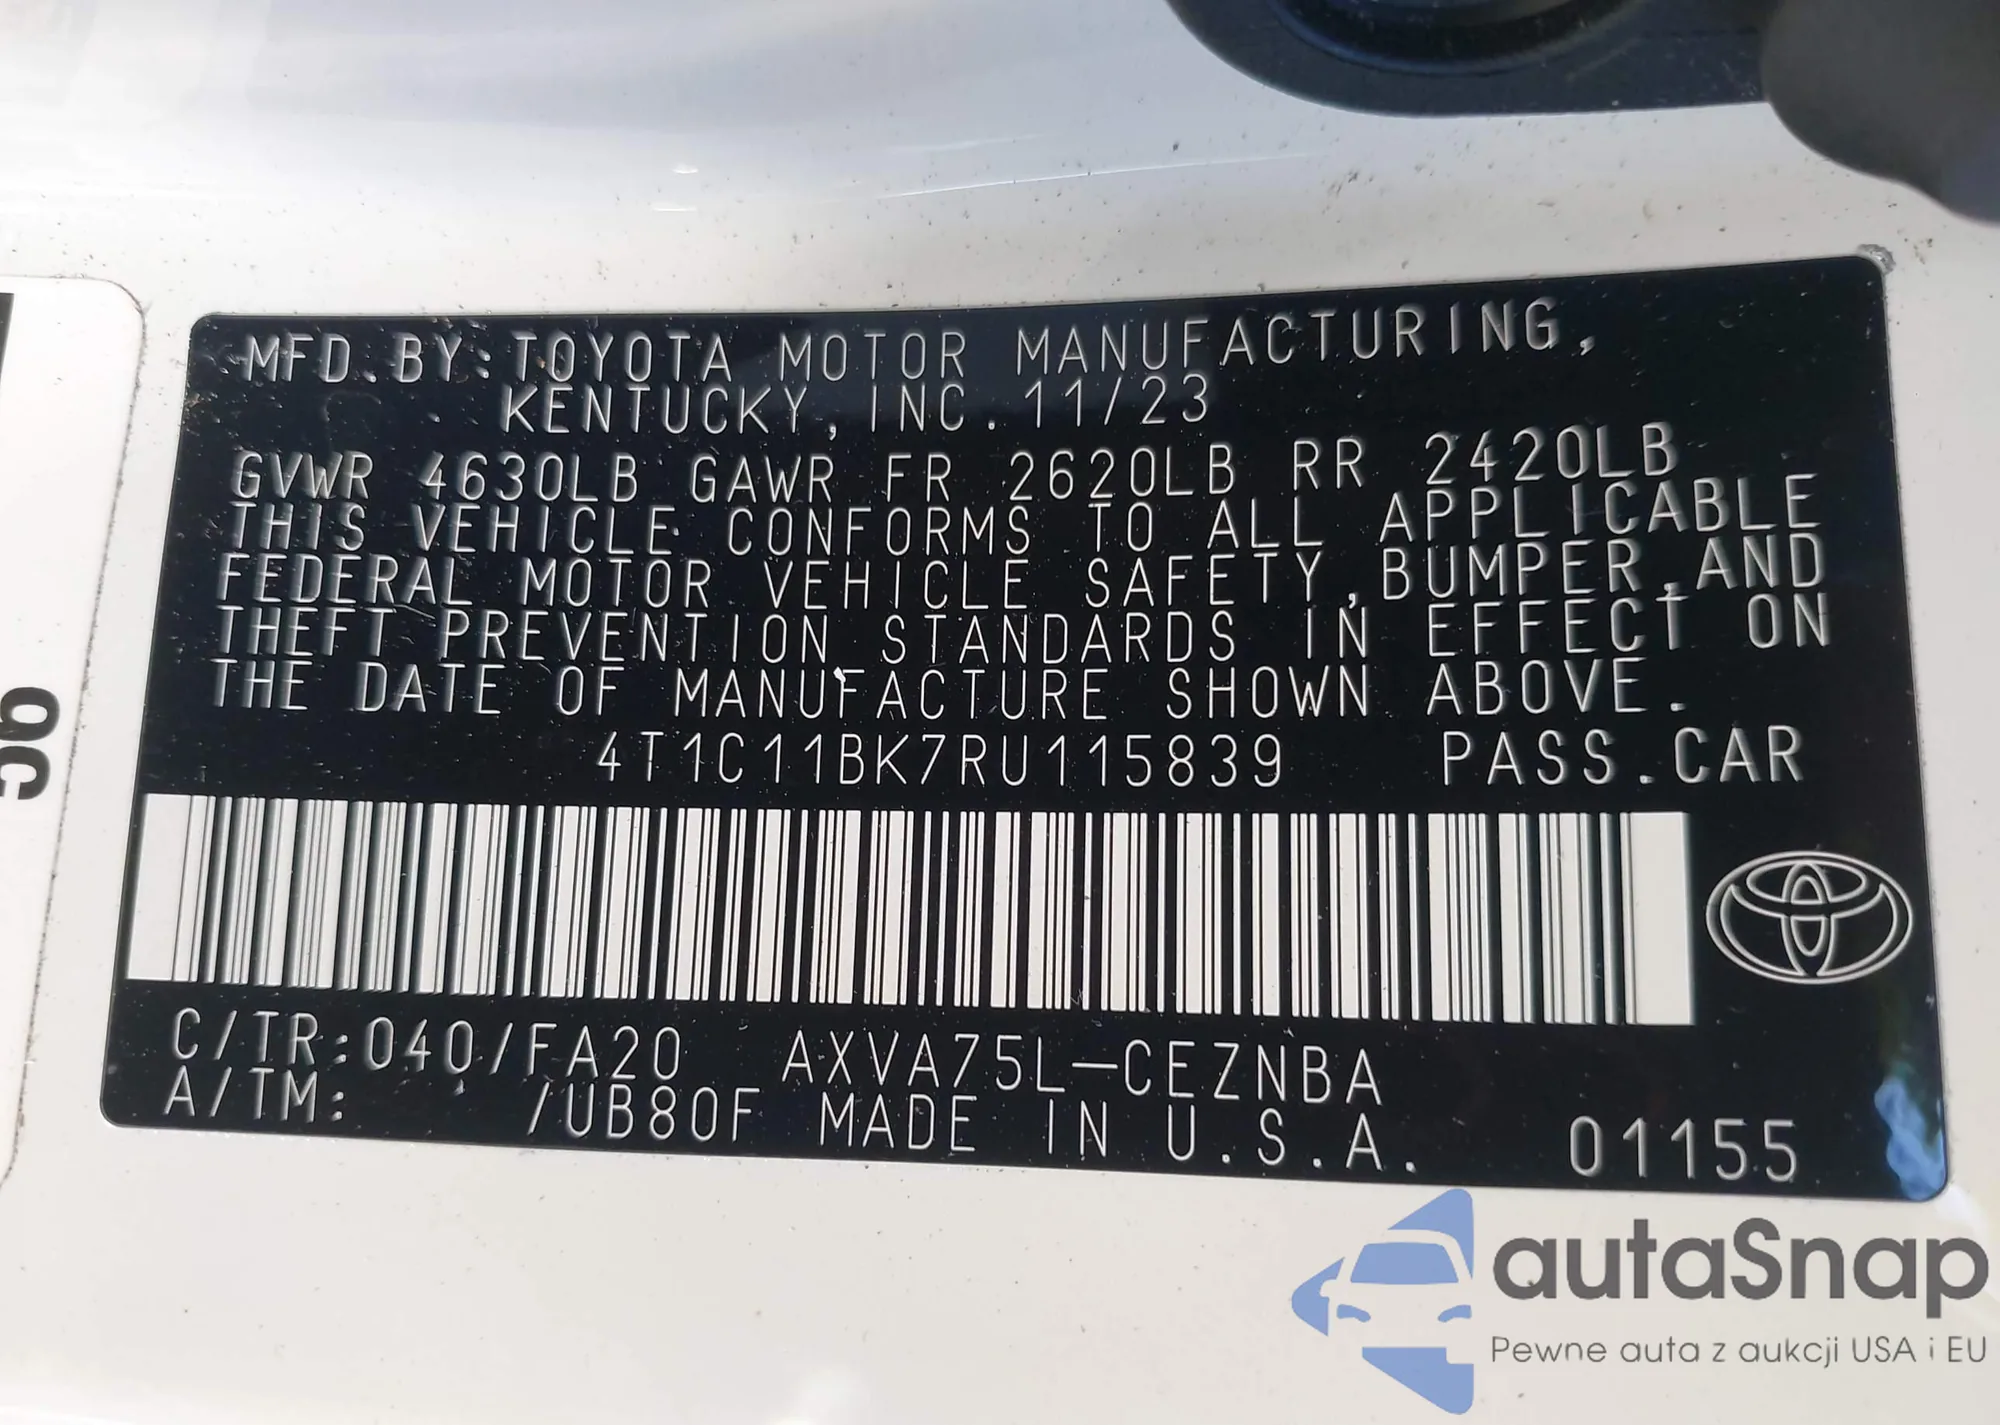 MFD.BY:TOYOTA MOTOR MANUFACTURING,
KENTUCKY,INC.11/23
GVWR 4630LB GAWR FR 2620LB RR 2420LB
THIS VEHICLE CONFORMS TO ALL APPLICABLE
FEDERAL MOTOR VEHICLE SAFETY,BUMPER,AND
THEFT PREVENTION STANDARDS IN EFFECT ON
THE DATE OF MANUFACTURE SHOWN ABOVE.
4T1C11BK7RU115839 PASS.CAR
C/TR:040/FA20 AXVA75L-CEZNBA
A/TM: /UB80F MADE IN U.S.A. 01155
QC
autaSnap
Pewne auta z aukcji USA i EU